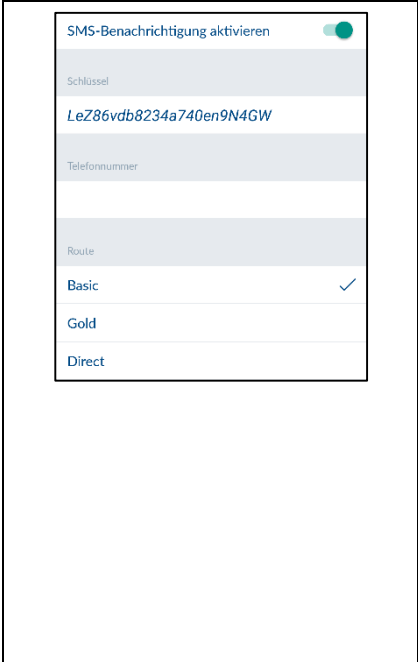 SMS-Benachrichtigung aktivieren
Schlüssel
LeZ86vdb8234a740en9N4GW
Telefonnummer
Route
Basic
Gold
Direct